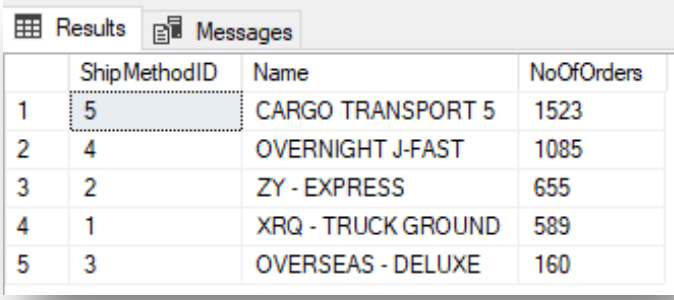 Results Messages
ShipMethodID Name NoOfOrders
1 5 CARGO TRANSPORT 5 1523
2 4 OVERNIGHT J-FAST 1085
3 2 ZY - EXPRESS 655
4 1 XRQ - TRUCK GROUND 589
5 3 OVERSEAS - DELUXE 160